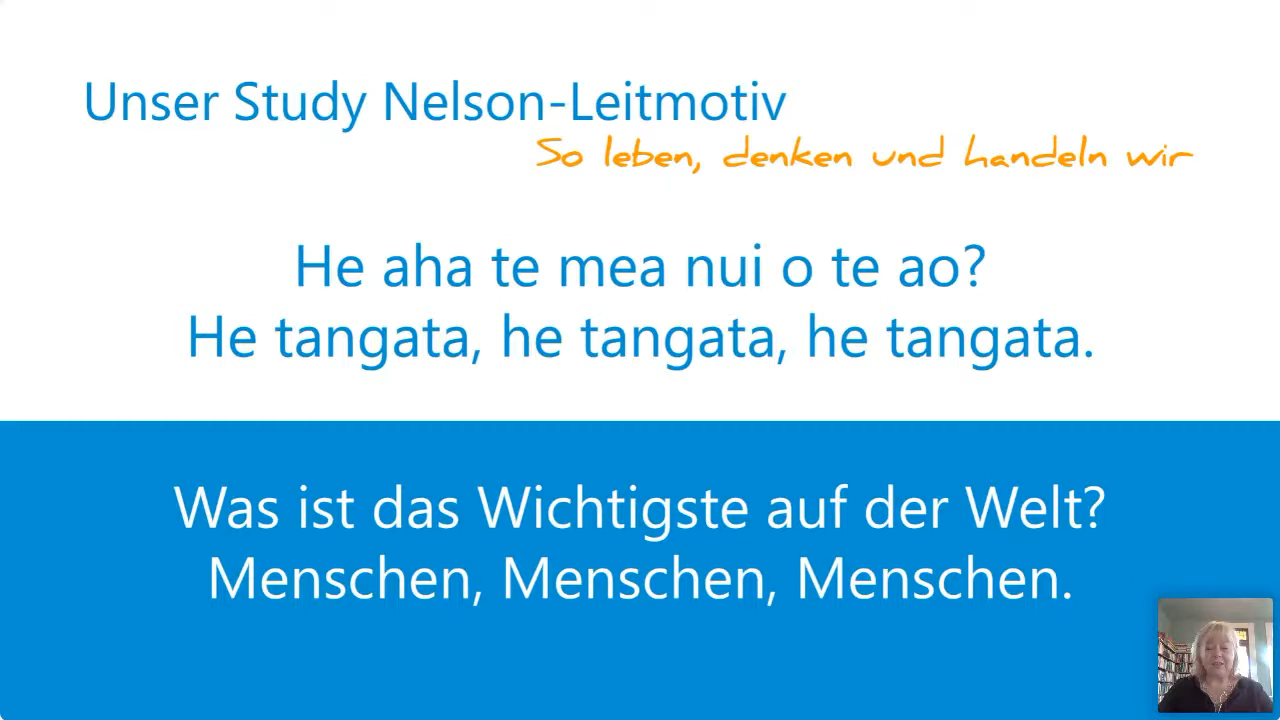 Unser Study Nelson-Leitmotiv
So leben, denken und handeln wir
He aha te mea nui o te ao?
He tangata, he tangata, he tangata.
Was ist das Wichtigste auf der Welt?
Menschen, Menschen, Menschen.